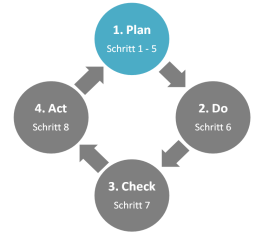 1. Plan
Schritt 1 - 5
2. Do
Schritt 6
3. Check
Schritt 7
4. Act
Schritt 8